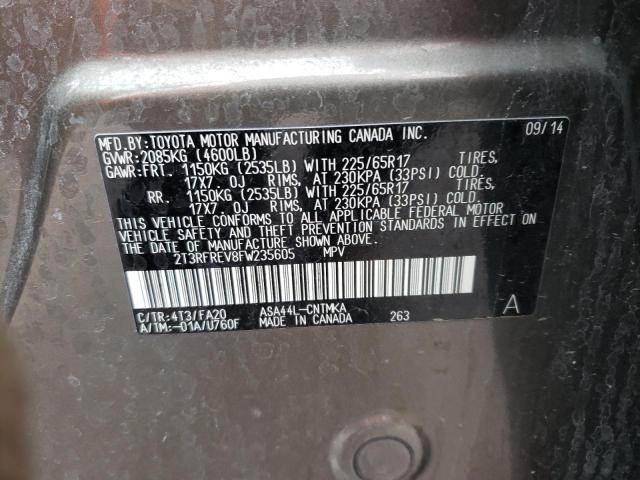 MFD.BY:TOYOTA MOTOR MANUFACTURING CANADA INC. 09/14
GVWR:2085KG (4600LB)
GAWR:FRT. 1150KG (2535LB) WITH 225/65R17 TIRES,
17X7. 0J RIMS, AT 230KPA (33PSI) COLD.
RR. 1150KG (2535LB) WITH 225/65R17 TIRES,
17X7. 0J RIMS, AT 230KPA (33PSI) COLD.
THIS VEHICLE CONFORMS TO ALL APPLICABLE FEDERAL MOTOR
VEHICLE SAFETY AND THEFT PREVENTION STANDARDS IN EFFECT ON
THE DATE OF MANUFACTURE SHOWN ABOVE.
2T3RFREV8FW235605 MPV
C/TR:4T3/FA20 ASA44L-CNTMKA A
A/TM:-01A/U760F MADE IN CANADA 263